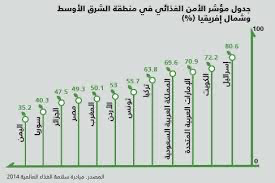 جدول مؤشر الأمن الغذائي في منطقة الشرق الأوسط
وشمال إفريقيا (%)
100
80.6
72.2
70.9
69.6
63.8
55.7
53
50.1
49.3
47.5
40.3
35.2
0
إسرائيل
الكويت
الإمارات العربية المتحدة
المملكة العربية السعودية
تركيا
تونس
الأردن
المغرب
مصر
الجزائر
سوريا
اليمن
المصدر: مبادرة سلامة الغذاء العالمية 2014